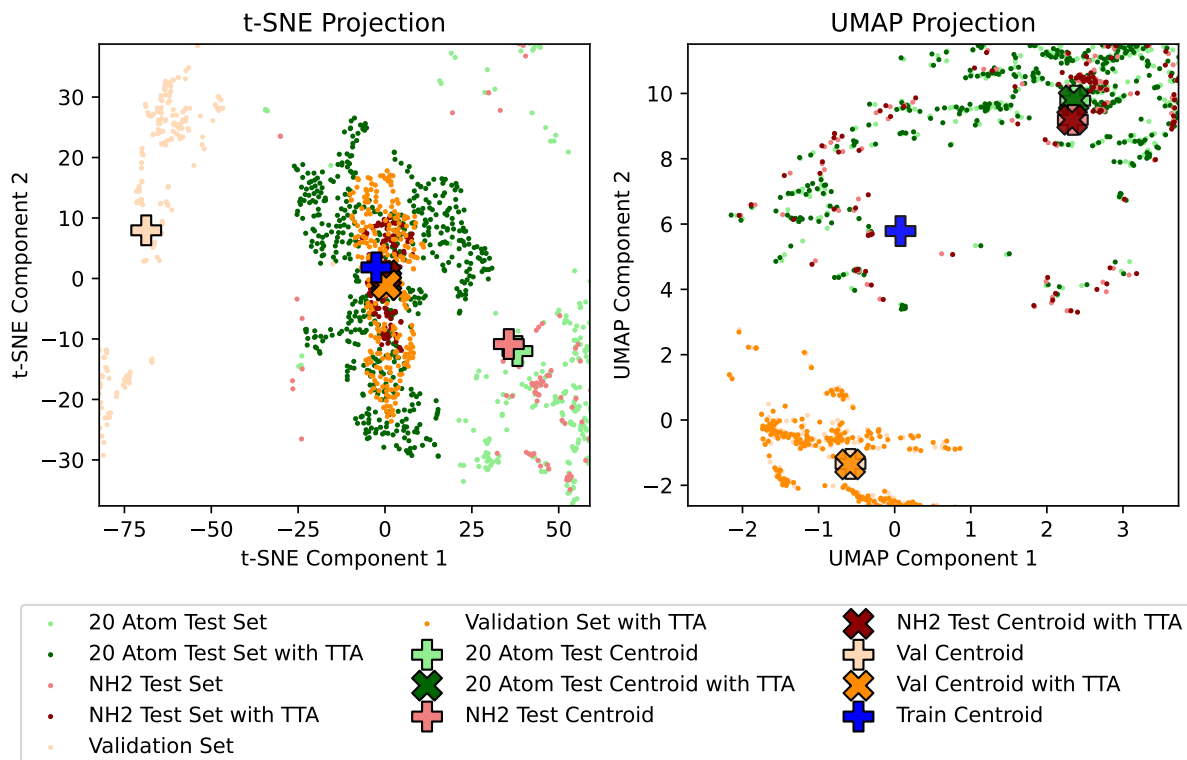 t-SNE Projection
UMAP Projection
t-SNE Component 2
30
20
10
0
−10
−20
−30
−75
−50
−25
0
25
50
t-SNE Component 1
UMAP Component 2
10
8
6
4
2
0
−2
−2
−1
0
1
2
3
UMAP Component 1
20 Atom Test Set
20 Atom Test Set with TTA
NH2 Test Set
NH2 Test Set with TTA
Validation Set
Validation Set with TTA
20 Atom Test Centroid
20 Atom Test Centroid with TTA
NH2 Test Centroid
NH2 Test Centroid with TTA
Val Centroid
Val Centroid with TTA
Train Centroid